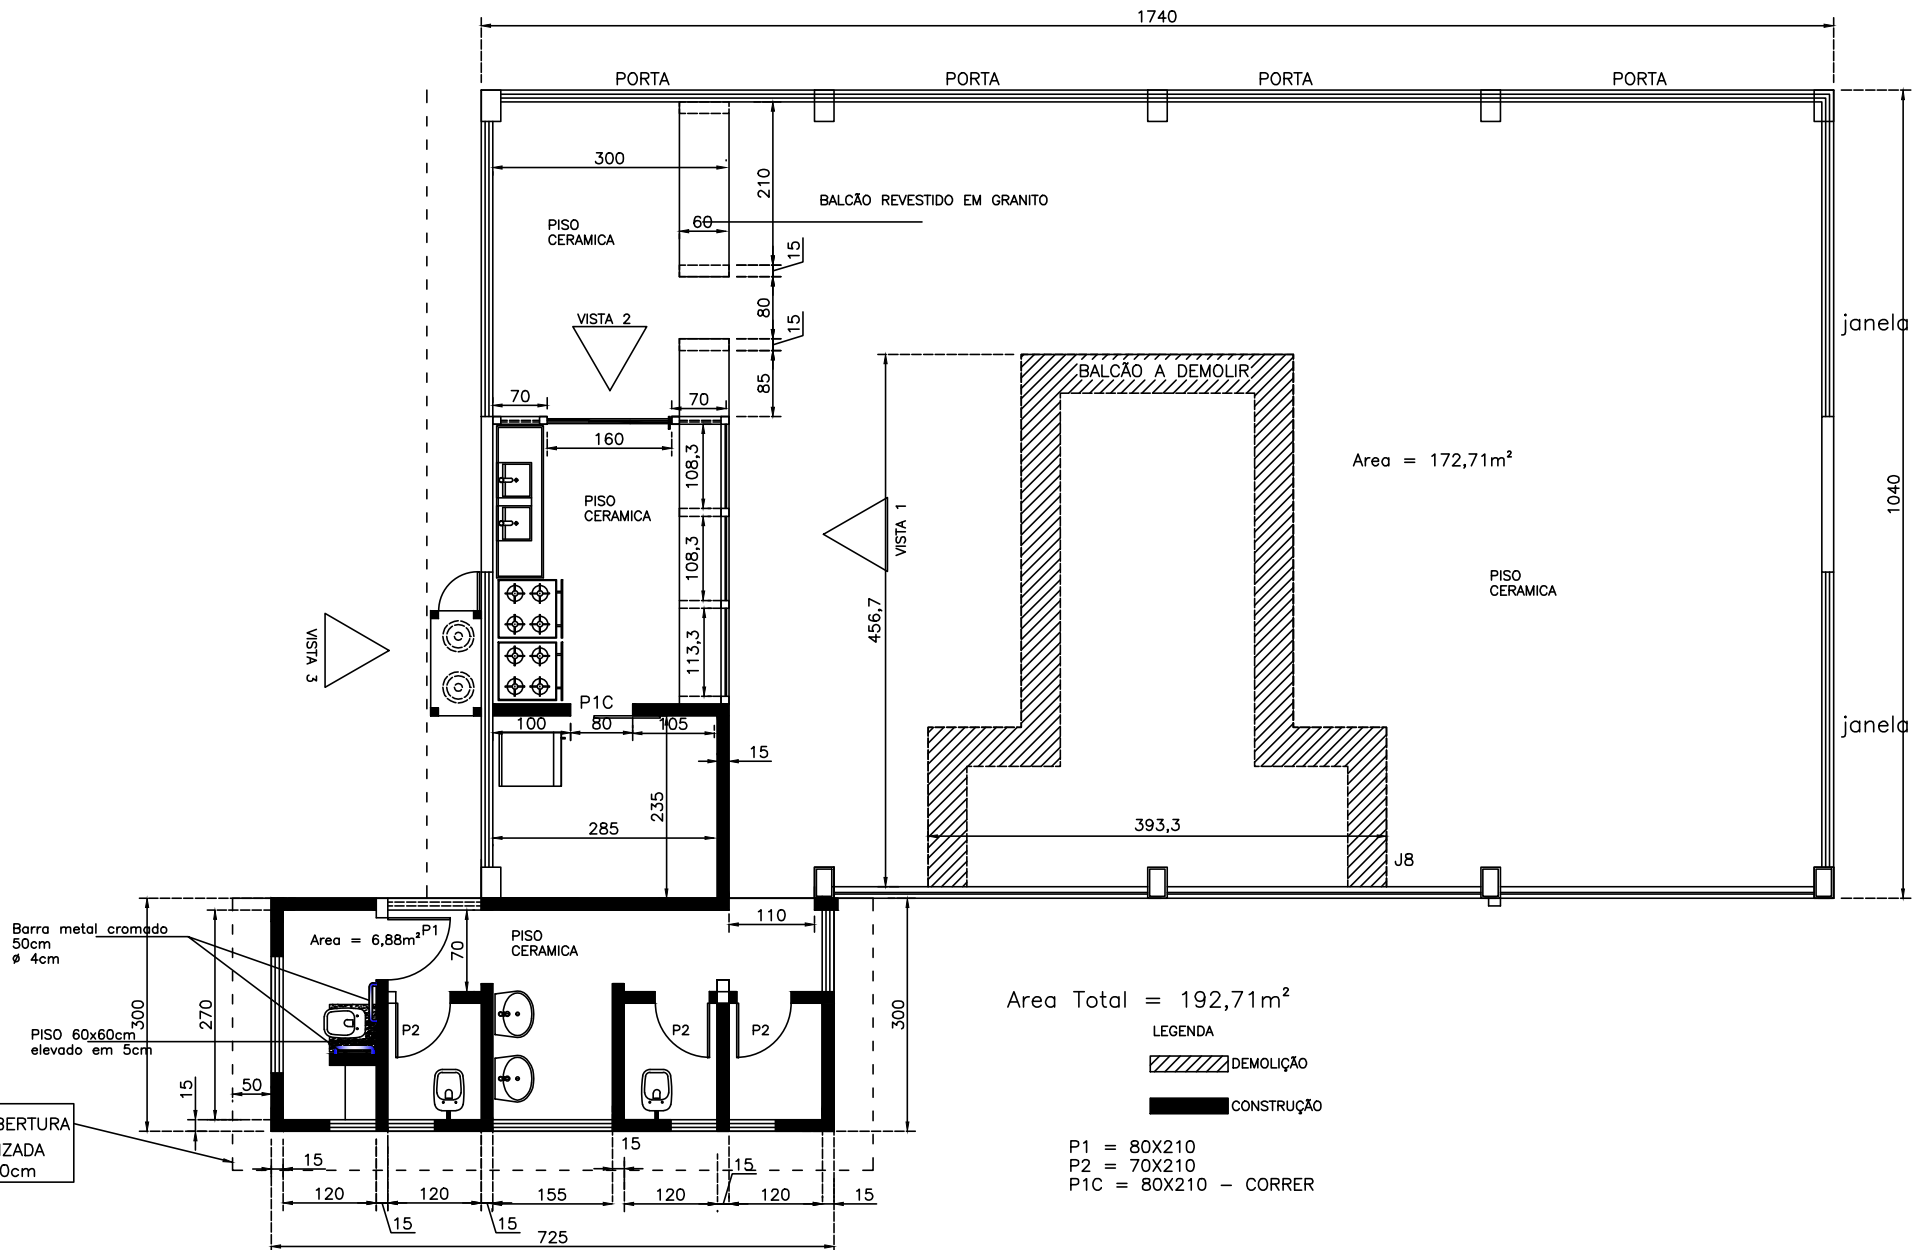 1740
PORTA
PORTA
PORTA
PORTA
300
210
BALCÃO REVESTIDO EM GRANITO
60
PISO
CERAMICA
15
80
15
VISTA 2
janela
85
BALCÃO A DEMOLIR
70
70
160
108,3
Area = 172,71m²
1040
PISO
CERAMICA
VISTA 1
108,3
PISO
CERAMICA
456,7
113,3
VISTA 3
P1C
100
80
105
janela
15
235
285
393,3
J8
110
Barra metal cromado
50cm
ø 4cm
Area = 6,88m²
P1
PISO
CERAMICA
70
300
270
300
PISO 60x60cm
elevado em 5cm
P2
P2
P2
Area Total = 192,71m²
LEGENDA
DEMOLIÇÃO
CONSTRUÇÃO
15
50
BERTURA
IZADA
0cm
P1 = 80X210
P2 = 70X210
P1C = 80X210 - CORRER
15
15
15
120
120
155
120
120
15
15
15
725